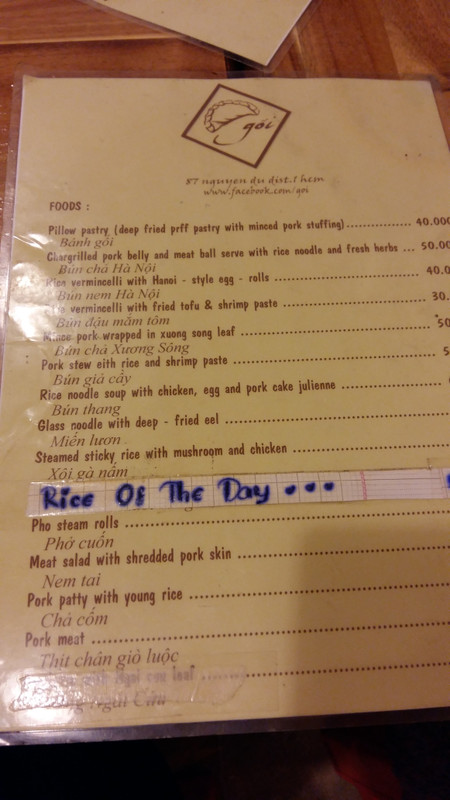 gói
87 nguyen du dist.1 hcm
www.facebook.com/goi
FOODS :
Pillow pastry (deep fried prff pastry with minced pork stuffing)................ 40.000
Bánh gối
Chargrilled pork belly and meat ball serve with rice noodle and fresh herbs ... 50.00
Bún chả Hà Nội
Rice vermincelli with Hanoi - style egg - rolls ........................................ 40.0
Bún nem Hà Nội
vermincelli with fried tofu & shrimp paste .................................... 30.
Bún đậu mắm tôm
Mince pork wrapped in xuong song leaf ................................................ 50
Bún chả Xương Sông
Pork stew eith rice and shrimp paste ...................................................
Bún giả cầy
Rice noodle soup with chicken, egg and pork cake julienne ....................
Bún thang
Glass noodle with deep - fried eel .......................................................
Miến lươn
Steamed sticky rice with mushroom and chicken ......................................
Xôi gà nấm
Rice Of The Day ...
Pho steam rolls ................................................................................
Phở cuốn
Meat salad with shredded pork skin ......................................................
Nem tai
Pork patty with young rice .................................................................
Chả cốm
Pork meat ........................................................................................
Thịt chân giò luộc
leaf ........
Ngải Cứu